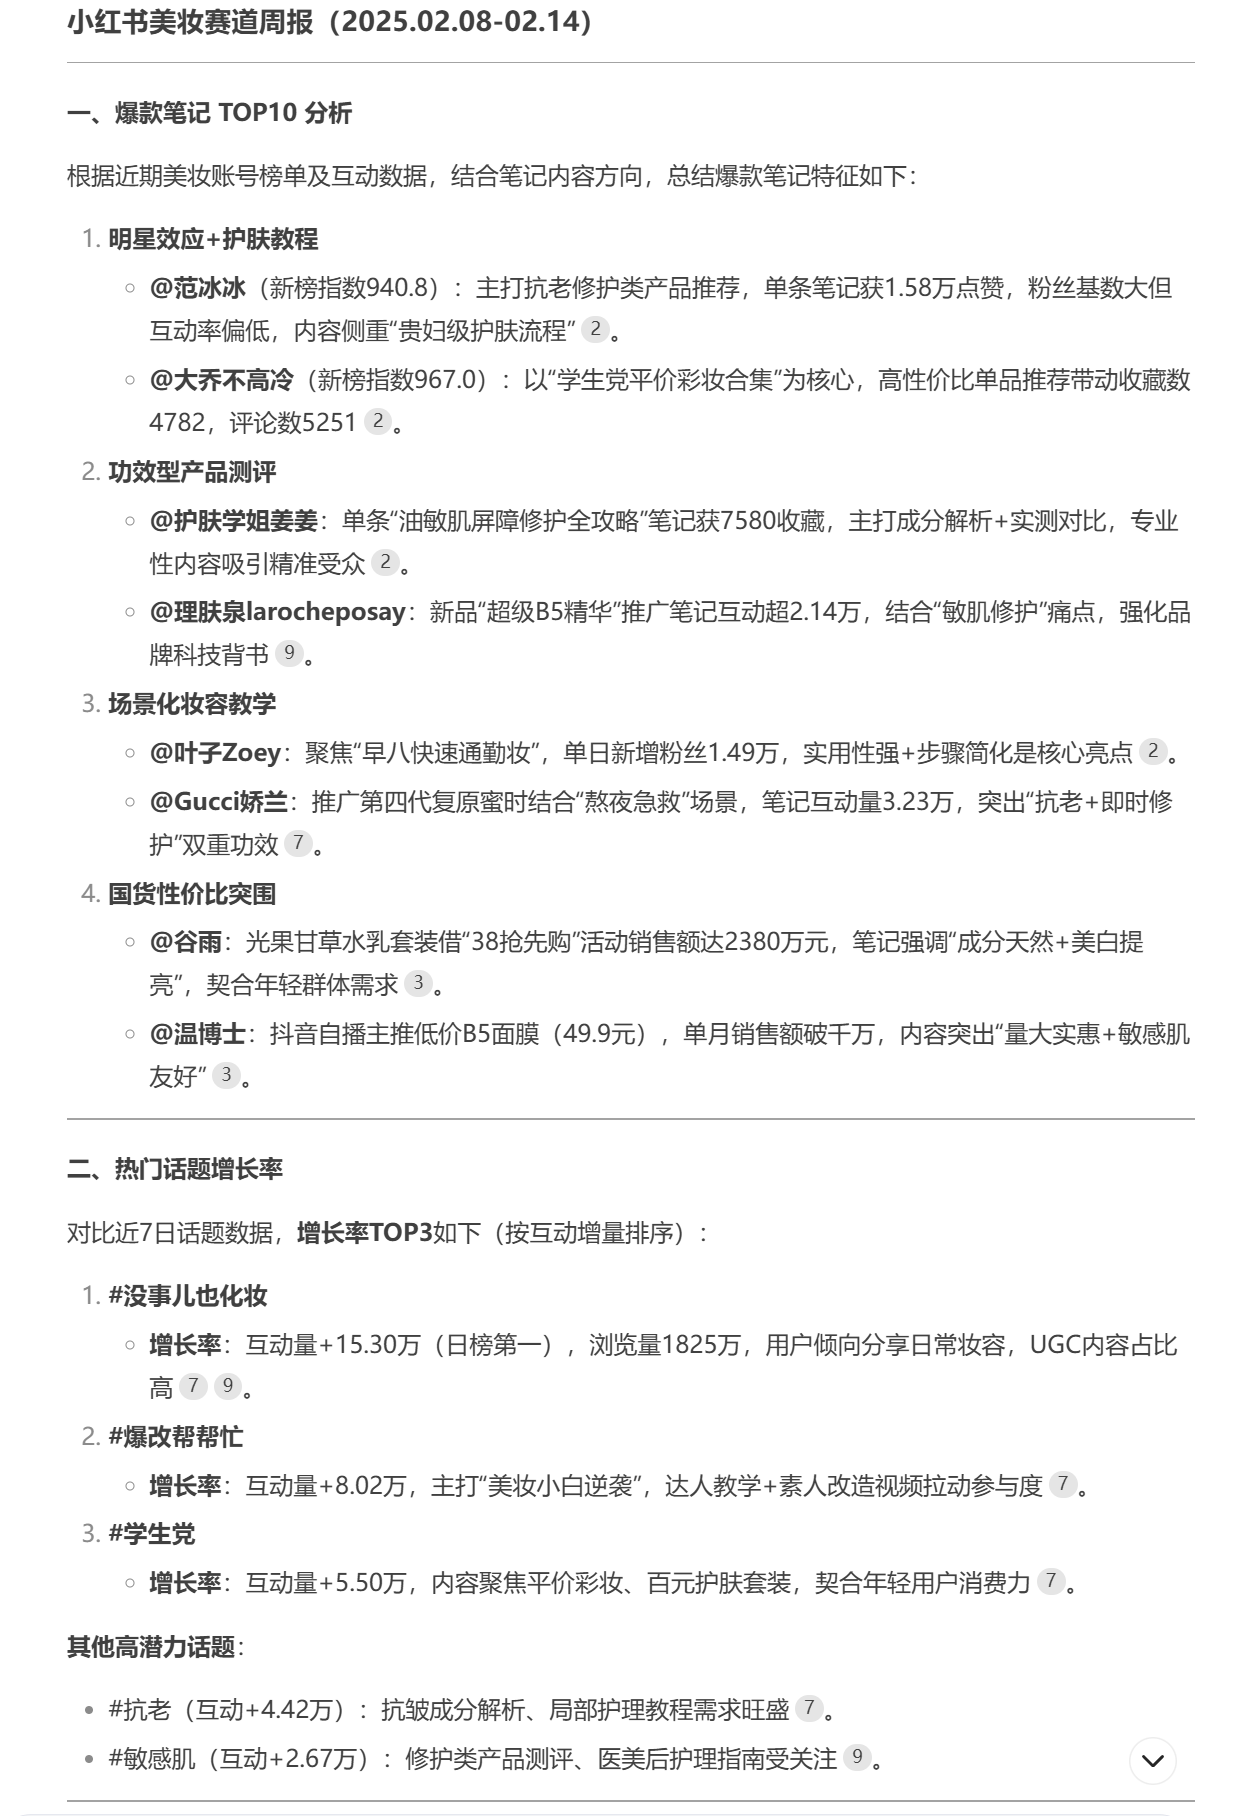 小红书美妆赛道周报（2025.02.08-02.14）
一、爆款笔记 TOP10 分析
根据近期美妆账号榜单及互动数据，结合笔记内容方向，总结爆款笔记特征如下：
1. 明星效应+护肤教程
@范冰冰（新榜指数940.8）：主打抗老修护类产品推荐，单条笔记获1.58万点赞，粉丝基数大但
互动率偏低，内容侧重“贵妇级护肤流程” 2 。
@大乔不高冷（新榜指数967.0）：以“学生党平价彩妆合集”为核心，高性价比单品推荐带动收藏数
4782，评论数5251 2 。
2. 功效型产品测评
@护肤学姐姜姜：单条“油敏肌屏障修护全攻略”笔记获7580收藏，主打成分解析+实测对比，专业
性内容吸引精准受众 2 。
@理肤泉larocheposay：新品“超级B5精华”推广笔记互动超2.14万，结合“敏肌修护”痛点，强化品
牌科技背书 9 。
3. 场景化妆容教学
@叶子Zoey：聚焦“早八快速通勤妆”，单日新增粉丝1.49万，实用性强+步骤简化是核心亮点 2 。
@Gucci娇兰：推广第四代复原蜜时结合“熬夜急救”场景，笔记互动量3.23万，突出“抗老+即时修
护”双重功效 7 。
4. 国货性价比突围
@谷雨：光果甘草水乳套装借“38抢先购”活动销售额达2380万元，笔记强调“成分天然+美白提
亮”，契合年轻群体需求 3 。
@温博士：抖音自播主推低价B5面膜（49.9元），单月销售额破千万，内容突出“量大实惠+敏感肌
友好” 3 。
二、热门话题增长率
对比近7日话题数据，增长率TOP3如下（按互动增量排序）：
1. #没事儿也化妆
增长率：互动量+15.30万（日榜第一），浏览量1825万，用户倾向分享日常妆容，UGC内容占比
高 7 9 。
2. #爆改帮帮忙
增长率：互动量+8.02万，主打“美妆小白逆袭”，达人教学+素人改造视频拉动参与度 7 。
3. #学生党
增长率：互动量+5.50万，内容聚焦平价彩妆、百元护肤套装，契合年轻用户消费力 7 。
其他高潜力话题：
#抗老（互动+4.42万）：抗皱成分解析、局部护理教程需求旺盛 7 。
#敏感肌（互动+2.67万）：修护类产品测评、医美后护理指南受关注 9 。